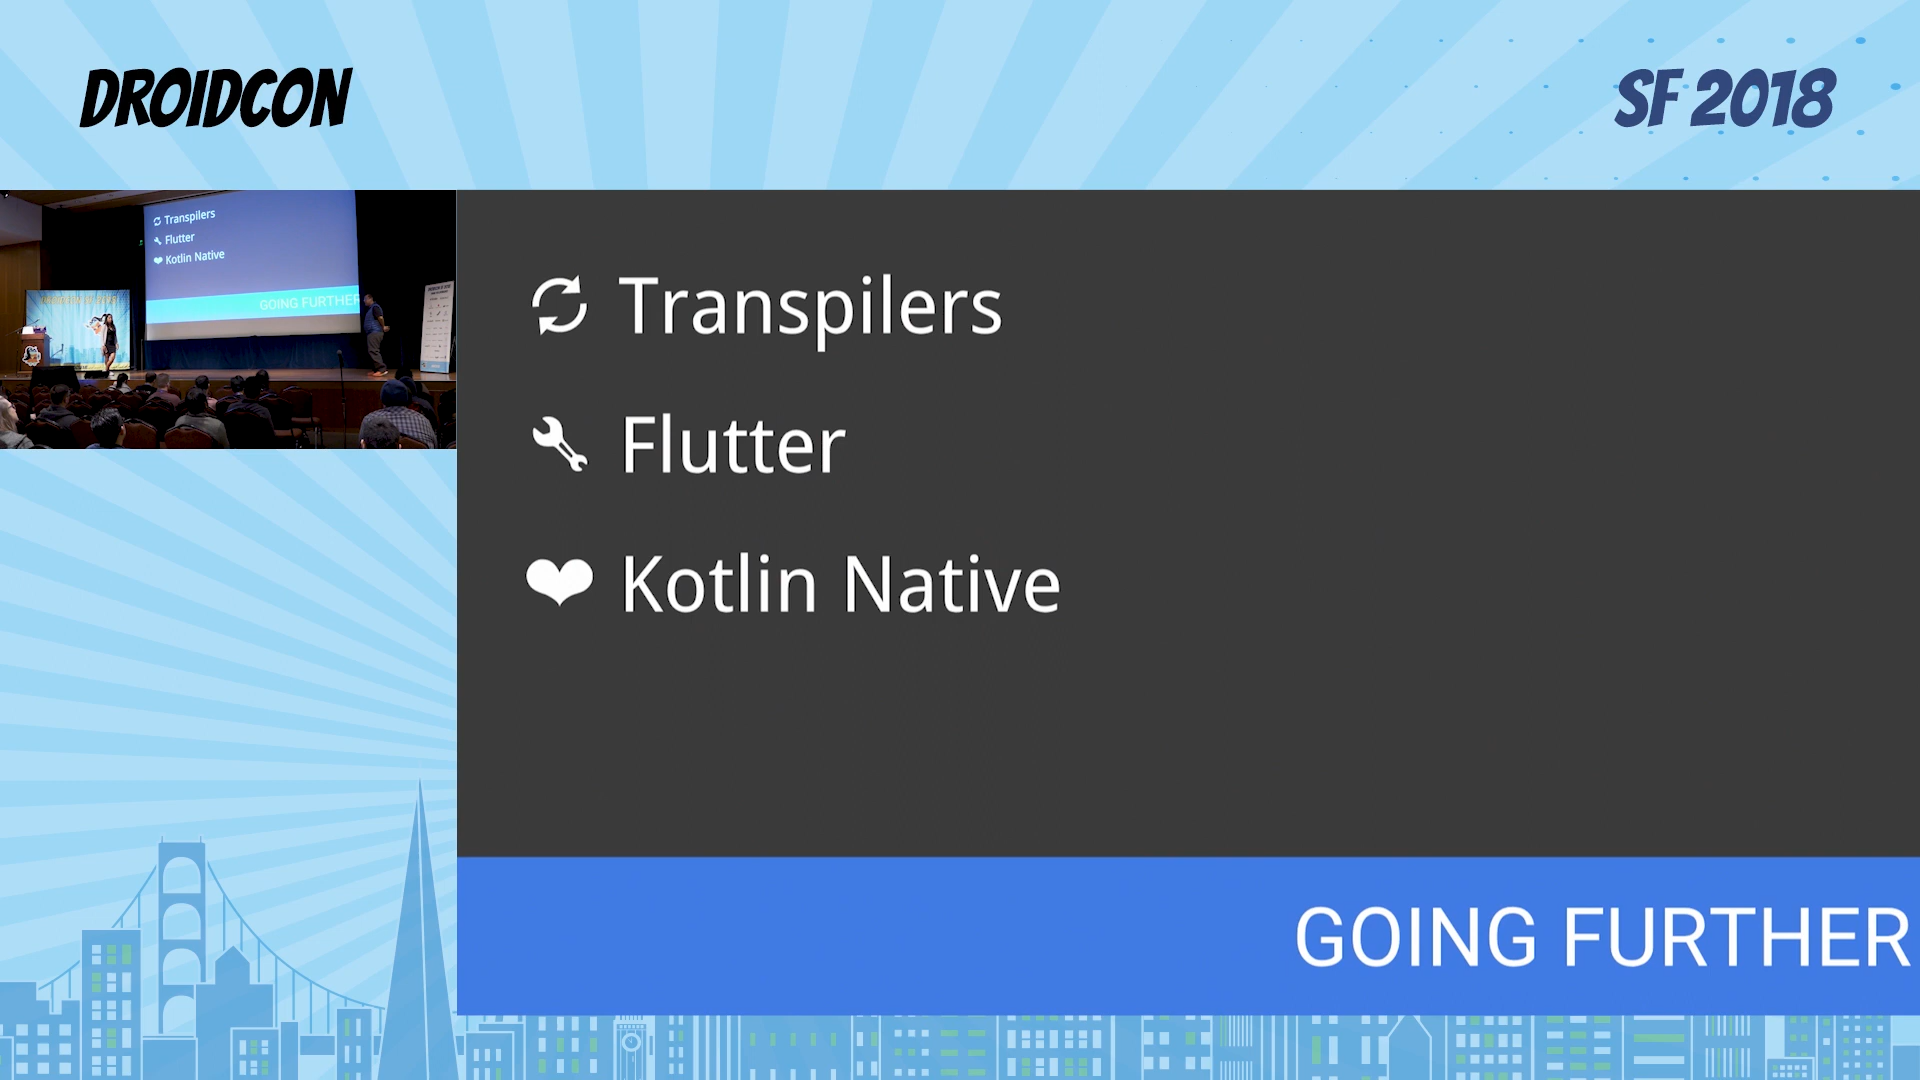 DROIDCON
SF 2018
Transpilers
Flutter
Kotlin Native
GOING FURTHER
Transpilers
Flutter
Kotlin Native
GOING FURTHER